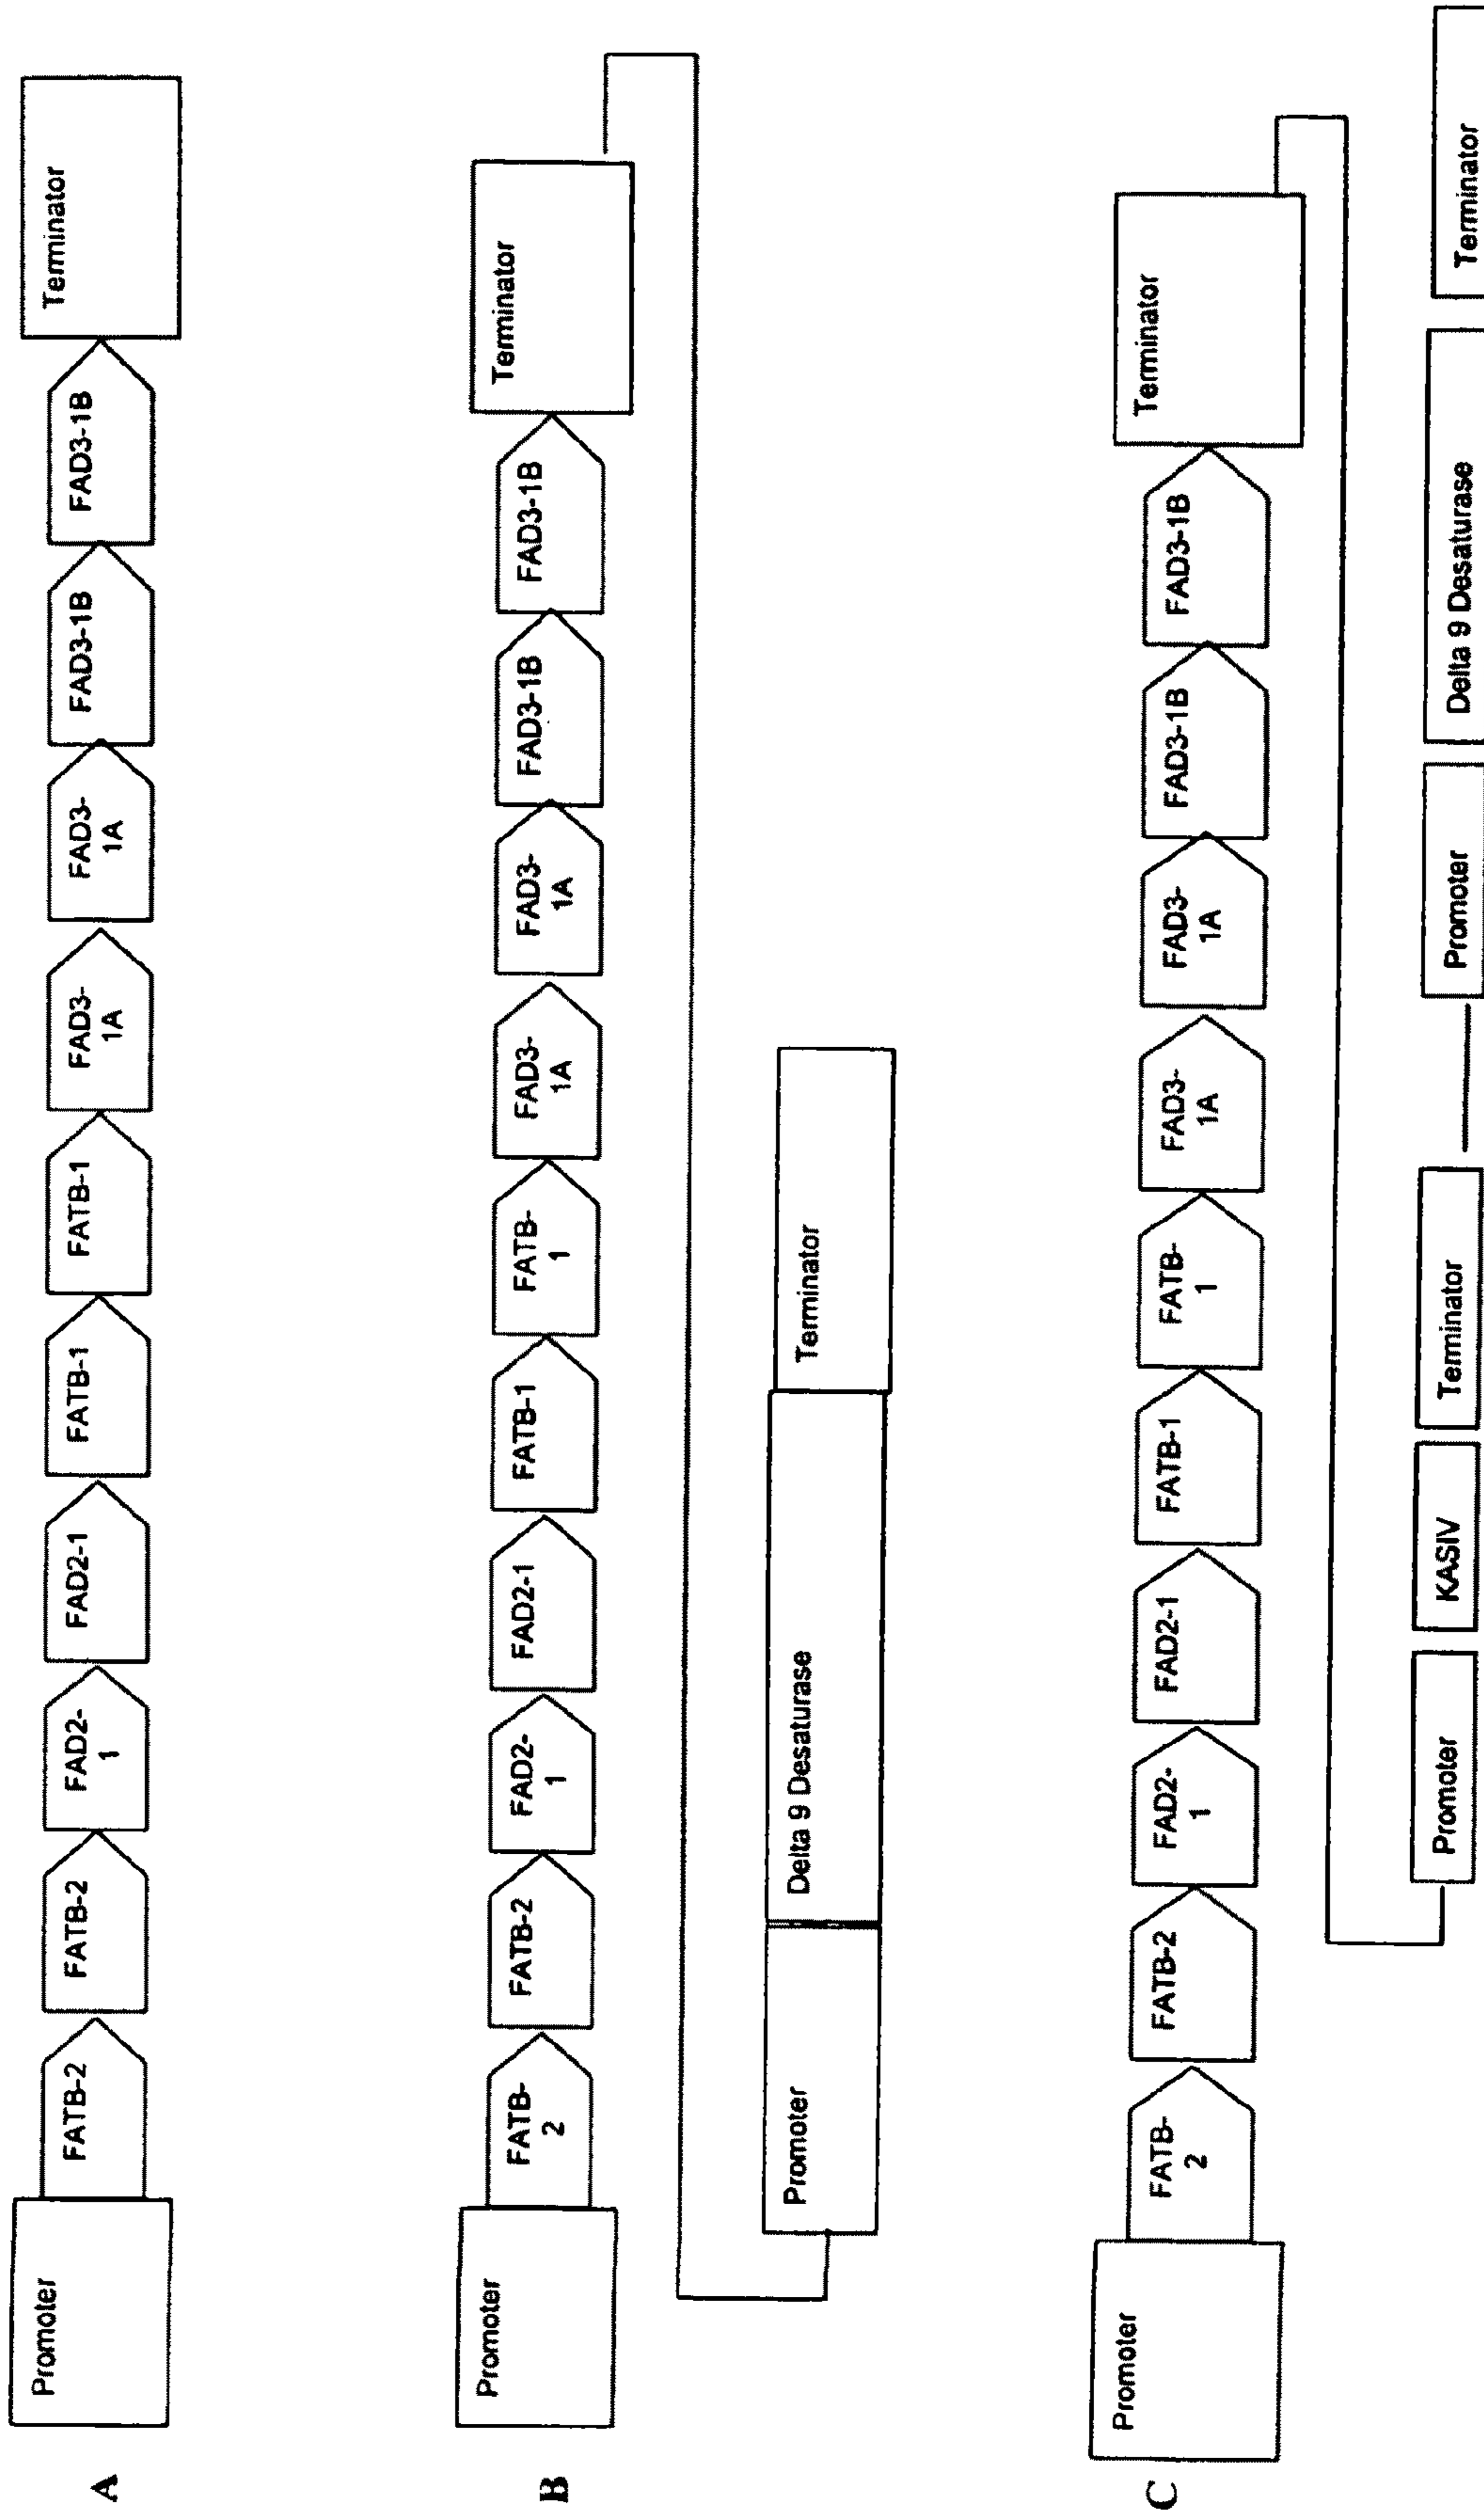 A
Promoter
FATB-2
FATB-2
FAD2-
1
FAD2-1
FATB-1
FATB-1
FAD3-
1A
FAD3-
1A
FAD3-1B
FAD3-1B
Terminator
B
Promoter
FATB-
2
FATB-2
FAD2-
1
FAD2-1
FATB-1
FATB-
1
FAD3-
1A
FAD3-
1A
FAD3-1B
FAD3-1B
Terminator
Promoter
Delta 9 Desaturase
Terminator
C
Promoter
FATB-
2
FATB-2
FAD2-
1
FAD2-1
FATB-1
FATB-
1
FAD3-
1A
FAD3-
1A
FAD3-1B
FAD3-1B
Terminator
Promoter
KASIV
Terminator
Promoter
Delta 9 Desaturase
Terminator